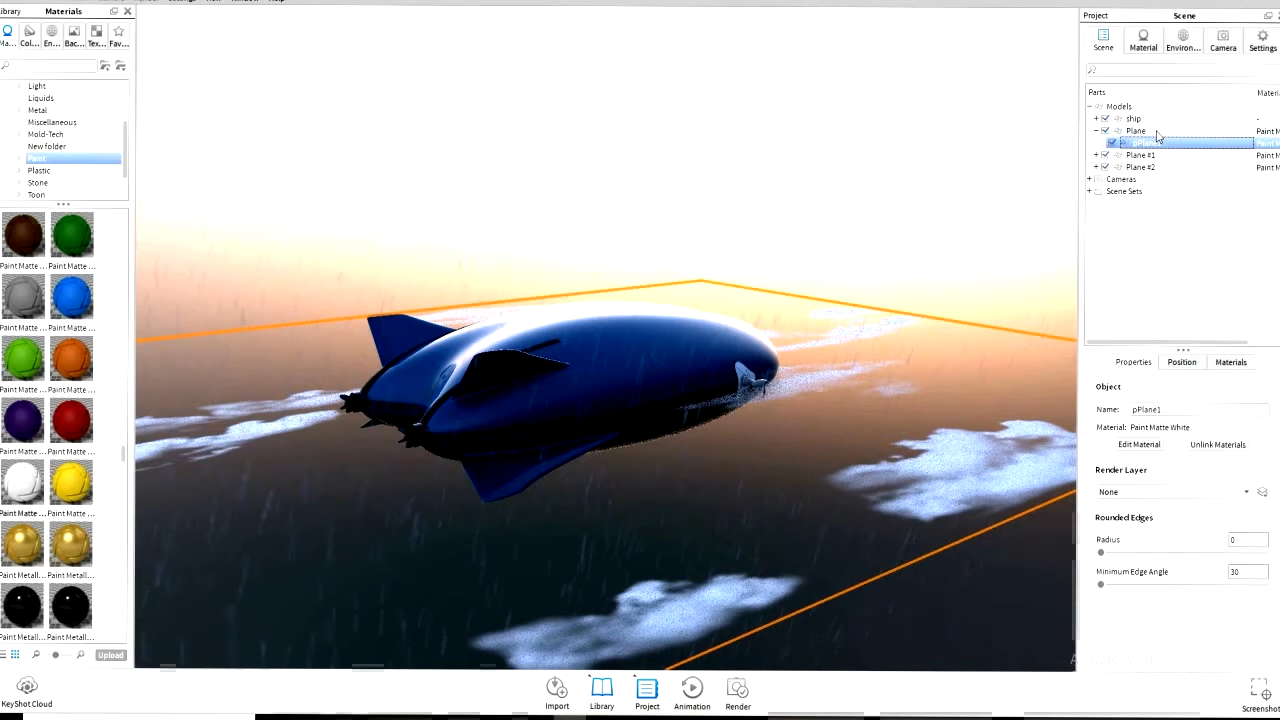 Library
Materials
Project
Scene
Ma...
Col...
En...
Bac...
Tex...
Fav...
Scene
Material
Environ...
Camera
Settings
Light
Liquids
Metal
Miscellaneous
Mold-Tech
New folder
Paint
Plastic
Stone
Toon
Parts
Models
ship
-
Plane
Paint M
Paint M
Plane #1
Paint M
Plane #2
Paint M
Cameras
Scene Sets
Paint Matte ...
Paint Matte ...
Paint Matte ...
Paint Matte ...
Paint Matte ...
Paint Matte ...
Paint Matte ...
Paint Matte ...
Paint Matte ...
Paint Matte ...
Paint Metall...
Paint Metall...
Paint Metall...
Paint Metall...
Upload
Properties
Position
Materials
Object
Name:
pPlane1
Material: Paint Matte White
Edit Material
Unlink Materials
Render Layer
None
Rounded Edges
Radius
0
Minimum Edge Angle
30
KeyShot Cloud
Import
Library
Project
Animation
Render
Screenshot